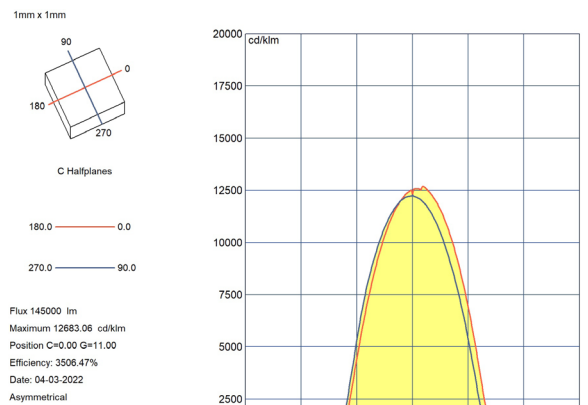 1mm x 1mm
90
0
180
270
C Halfplanes
180.0 0.0
270.0 90.0
Flux 145000 lm
Maximum 12683.06 cd/klm
Position C=0.00 G=11.00
Efficiency: 3506.47%
Date: 04-03-2022
Asymmetrical
20000
cd/klm
17500
15000
12500
10000
7500
5000
2500